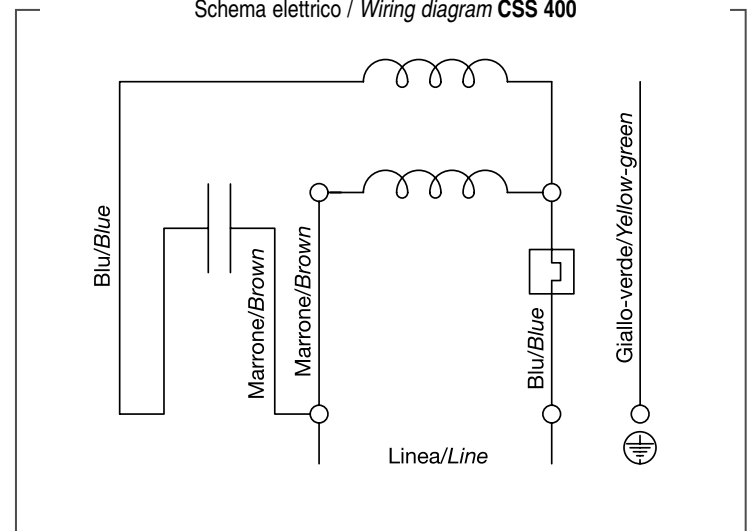 Schema elettrico / Wiring diagram CSS 400
Blu/Blue
Marrone/Brown
Marrone/Brown
Blu/Blue
Giallo-verde/Yellow-green
Linea/Line